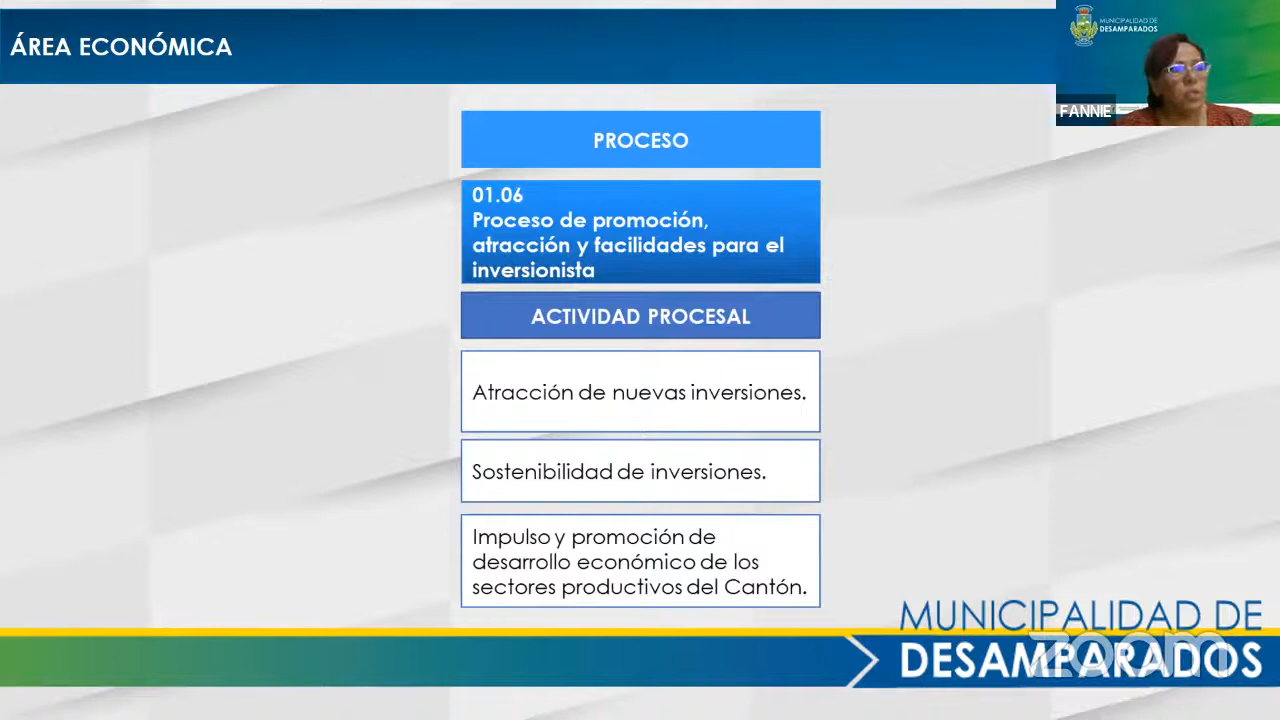 ÁREA ECONÓMICA
MUNICIPALIDAD DE
DESAMPARADOS
FANNIE
PROCESO
01.06
Proceso de promoción,
atracción y facilidades para el
inversionista
ACTIVIDAD PROCESAL
Atracción de nuevas inversiones.
Sostenibilidad de inversiones.
Impulso y promoción de
desarrollo económico de los
sectores productivos del Cantón.
MUNICIPALIDAD DE
DESAMPARADOS
zoom